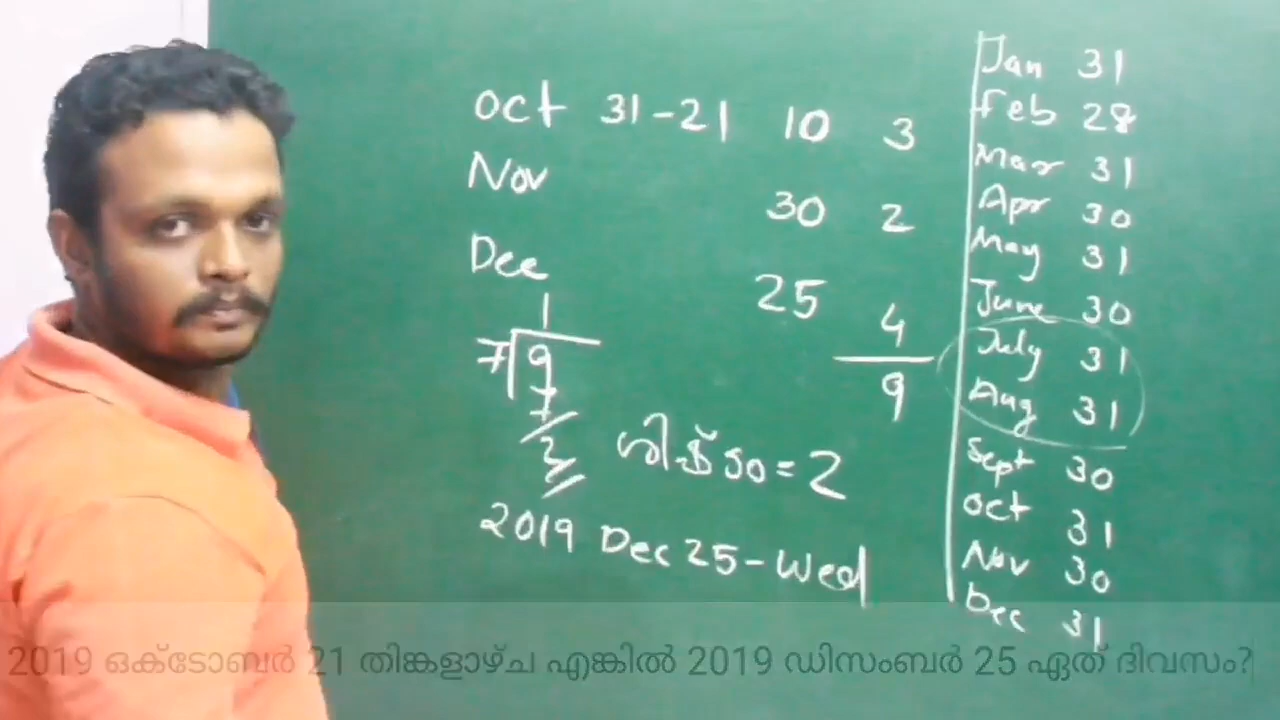 Oct 31-21 10 3
Nov 30 2
Dec 25 4
9
1
7 9
7
2
ശിഷ്ടം = 2
2019 Dec 25 - Wed
Jan 31
Feb 28
Mar 31
Apr 30
May 31
June 30
July 31
Aug 31
Sept 30
Oct 31
Nov 30
Dec 31
2019 ഒക്ടോബർ 21 തിങ്കളാഴ്ച എങ്കിൽ 2019 ഡിസംബർ 25 ഏത് ദിവസം?